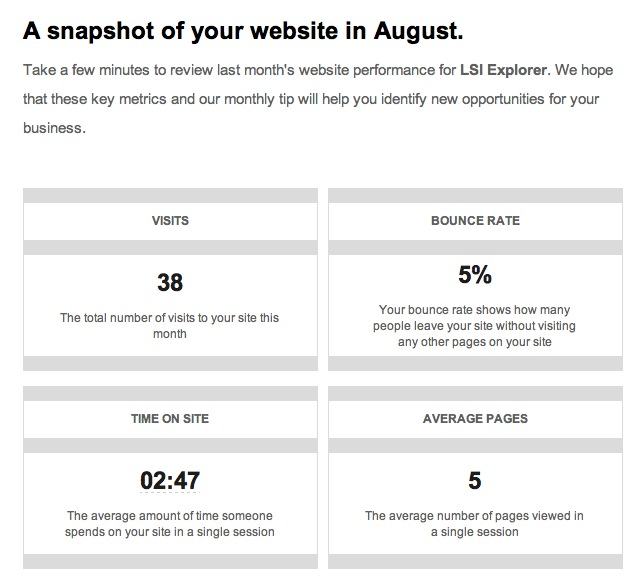 A snapshot of your website in August.
Take a few minutes to review last month's website performance for LSI Explorer. We hope
that these key metrics and our monthly tip will help you identify new opportunities for your
business.
VISITS
38
The total number of visits to your site this
month
BOUNCE RATE
5%
Your bounce rate shows how many
people leave your site without visiting
any other pages on your site
TIME ON SITE
02:47
The average amount of time someone
spends on your site in a single session
AVERAGE PAGES
5
The average number of pages viewed in
a single session